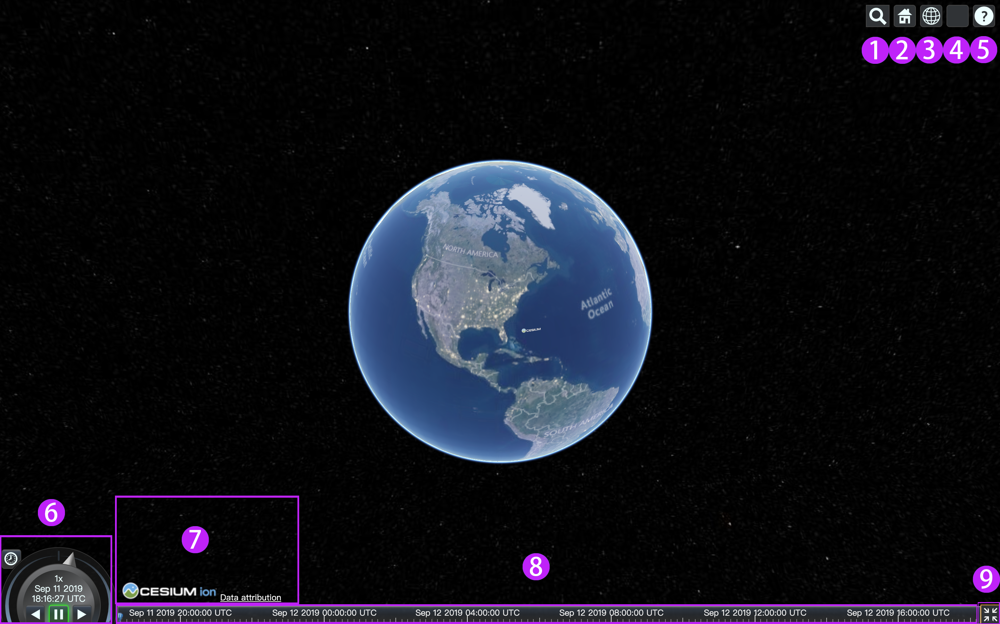 ?
1 2 3 4 5
NORTH AMERICA
Atlantic
Ocean
CESIUM
SOUTH AMERICA
6
7
8
9
1x
Sep 11 2019
18:16:27 UTC
CESIUM ion
Data attribution
Sep 11 2019 20:00:00 UTC Sep 12 2019 00:00:00 UTC Sep 12 2019 04:00:00 UTC Sep 12 2019 08:00:00 UTC Sep 12 2019 12:00:00 UTC Sep 12 2019 16:00:00 UTC